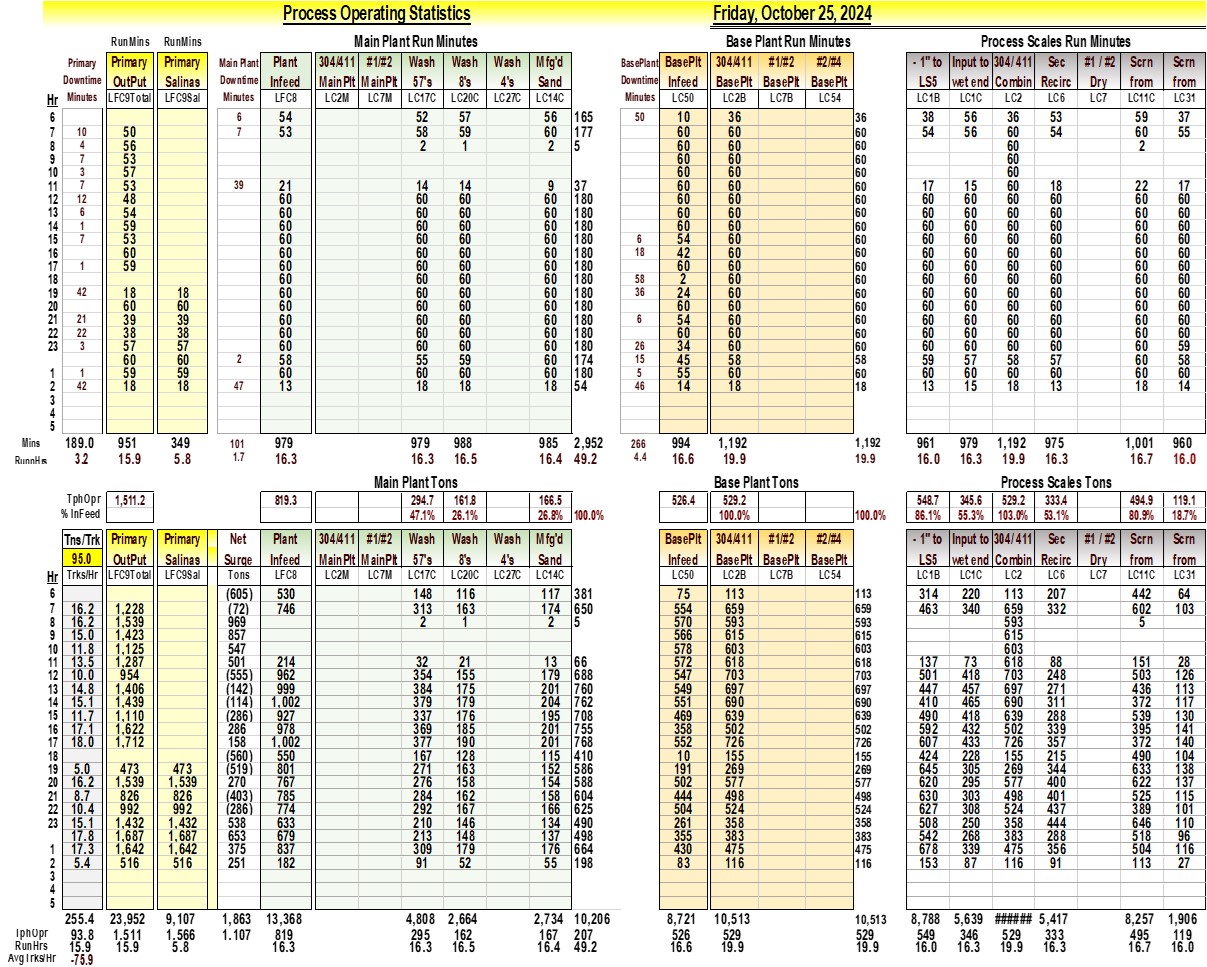 Process Operating Statistics Friday, October 25, 2024
RunMins RunMins Main Plant Run Minutes Base Plant Run Minutes Process Scales Run Minutes
Primary Primary Primary Main Plant Plant 304/411 #1/#2 Wash Wash Wash Mfg'd BasePlant BasePlt 304/411 #1/#2 #2/#4 - 1" to Input to 304/411 Sec #1 / #2 Scrn Scrn
Downtime OutPut Salinas Downtime Infeed MainPlt MainPlt 57's 8's 4's Sand Downtime Infeed BasePlt BasePlt BasePlt LS5 wet end Combin Recirc Dry from from
Hr Minutes LFC9Total LFC9Sal Minutes LFC8 LC2M LC7M LC17C LC20C LC27C LC14C Minutes LC50 LC2B LC7B LC54 LC1B LC1C LC2 LC6 LC7 LC11C LC31
6 6 54 52 57 56 165 50 10 36 36 38 56 36 53 59 37
7 10 50 7 53 58 59 60 177 60 60 60 54 56 60 54 60 55
8 4 56 2 1 2 5 60 60 60 60 2
9 7 53 60 60 60 60
10 3 57 60 60 60 60
11 7 53 39 21 14 14 9 37 60 60 60 17 15 60 18 22 17
12 12 48 60 60 60 60 180 60 60 60 60 60 60 60 60 60
13 6 54 60 60 60 60 180 60 60 60 60 60 60 60 60 60
14 1 59 60 60 60 60 180 60 60 60 60 60 60 60 60 60
15 7 53 60 60 60 60 180 6 54 60 60 60 60 60 60 60 60
16 60 60 60 60 60 180 18 42 60 60 60 60 60 60 60 60
17 1 59 60 60 60 60 180 60 60 60 60 60 60 60 60 60
18 60 60 60 60 180 58 2 60 60 60 60 60 60 60 60
19 42 18 18 60 60 60 60 180 36 24 60 60 60 60 60 60 60 60
20 60 60 60 60 60 60 180 60 60 60 60 60 60 60 60 60
21 21 39 39 60 60 60 60 180 6 54 60 60 60 60 60 60 60 60
22 22 38 38 60 60 60 60 180 60 60 60 60 60 60 60 60 60
23 3 57 57 60 60 60 60 180 26 34 60 60 60 60 60 60 60 59
60 60 2 58 55 59 60 174 15 45 58 58 59 57 58 57 60 58
1 1 59 59 60 60 60 60 180 5 55 60 60 60 60 60 60 60 60
2 42 18 18 47 13 18 18 18 54 46 14 18 18 13 15 18 13 18 14
3
4
5
Mins 189.0 951 349 101 979 979 988 985 2,952 266 994 1,192 1,192 961 979 1,192 975 1,001 960
RunnHrs 3.2 15.9 5.8 1.7 16.3 16.3 16.5 16.4 49.2 4.4 16.6 19.9 19.9 16.0 16.3 19.9 16.3 16.7 16.0
Main Plant Tons Base Plant Tons Process Scales Tons
TphOpr 1,511.2 819.3 294.7 161.8 166.5 526.4 529.2 548.7 345.6 529.2 333.4 494.9 119.1
% InFeed 47.1% 26.1% 26.8% 100.0% 100.0% 100.0% 86.1% 55.3% 103.0% 53.1% 80.9% 18.7%
Tns/Trk Primary Primary Net Plant 304/411 #1/#2 Wash Wash Wash Mfg'd BasePlt 304/411 #1/#2 #2/#4 - 1" to Input to 304/411 Sec #1 / #2 Scrn Scrn
95.0 OutPut Salinas Surge Infeed MainPlt MainPlt 57's 8's 4's Sand Infeed BasePlt BasePlt BasePlt LS5 wet end Combin Recirc Dry from from
Hr Trks/Hr LFC9Total LFC9Sal Tons LFC8 LC2M LC7M LC17C LC20C LC27C LC14C LC50 LC2B LC7B LC54 LC1B LC1C LC2 LC6 LC7 LC11C LC31
6 (605) 530 148 116 117 381 75 113 113 314 220 113 207 442 64
7 16.2 1,228 (72) 746 313 163 174 650 554 659 659 463 340 659 332 602 103
8 16.2 1,539 969 2 1 2 5 570 593 593 593 5
9 15.0 1,423 857 566 615 615 615
10 11.8 1,125 547 578 603 603 603
11 13.5 1,287 501 214 32 21 13 66 572 618 618 137 73 618 88 151 28
12 10.0 954 (555) 962 354 155 179 688 547 703 703 501 418 703 248 503 126
13 14.8 1,406 (142) 999 384 175 201 760 549 697 697 447 457 697 271 436 113
14 15.1 1,439 (114) 1,002 379 179 204 762 551 690 690 410 465 690 311 372 117
15 11.7 1,110 (286) 927 337 176 195 708 469 639 639 490 418 639 288 539 130
16 17.1 1,622 286 978 369 185 201 755 358 502 502 592 432 502 339 395 141
17 18.0 1,712 158 1,002 377 190 201 768 552 726 726 607 433 726 357 372 140
18 (560) 550 167 128 115 410 10 155 155 424 228 155 215 490 104
19 5.0 473 473 (519) 801 271 163 152 586 191 269 269 645 305 269 344 633 138
20 16.2 1,539 1,539 270 767 276 158 154 588 502 577 577 620 295 577 400 622 137
21 8.7 826 826 (403) 785 284 162 158 604 444 498 498 630 303 498 401 525 115
22 10.4 992 992 (286) 774 292 167 166 625 504 524 524 627 308 524 437 389 101
23 15.1 1,432 1,432 538 633 210 146 134 490 261 358 358 508 250 358 444 646 110
17.8 1,687 1,687 653 679 213 148 137 498 355 383 383 542 268 383 288 518 96
1 17.3 1,642 1,642 375 837 309 179 176 664 430 475 475 678 339 475 356 504 116
2 5.4 516 516 251 182 91 52 55 198 83 116 116 153 87 116 91 113 27
3
4
5
255.4 23,952 9,107 1,863 13,368 4,808 2,664 2,734 10,206 8,721 10,513 10,513 8,788 5,639 ###### 5,417 8,257 1,906
TphOpr 93.8 1.511 1,566 1.107 819 295 162 167 207 526 529 529 549 346 529 333 495 119
RunHrs 15.9 15.9 5.8 16.3 16.3 16.5 16.4 49.2 16.6 19.9 19.9 16.0 16.3 19.9 16.3 16.7 16.0
AvgTrks/Hr -75.9